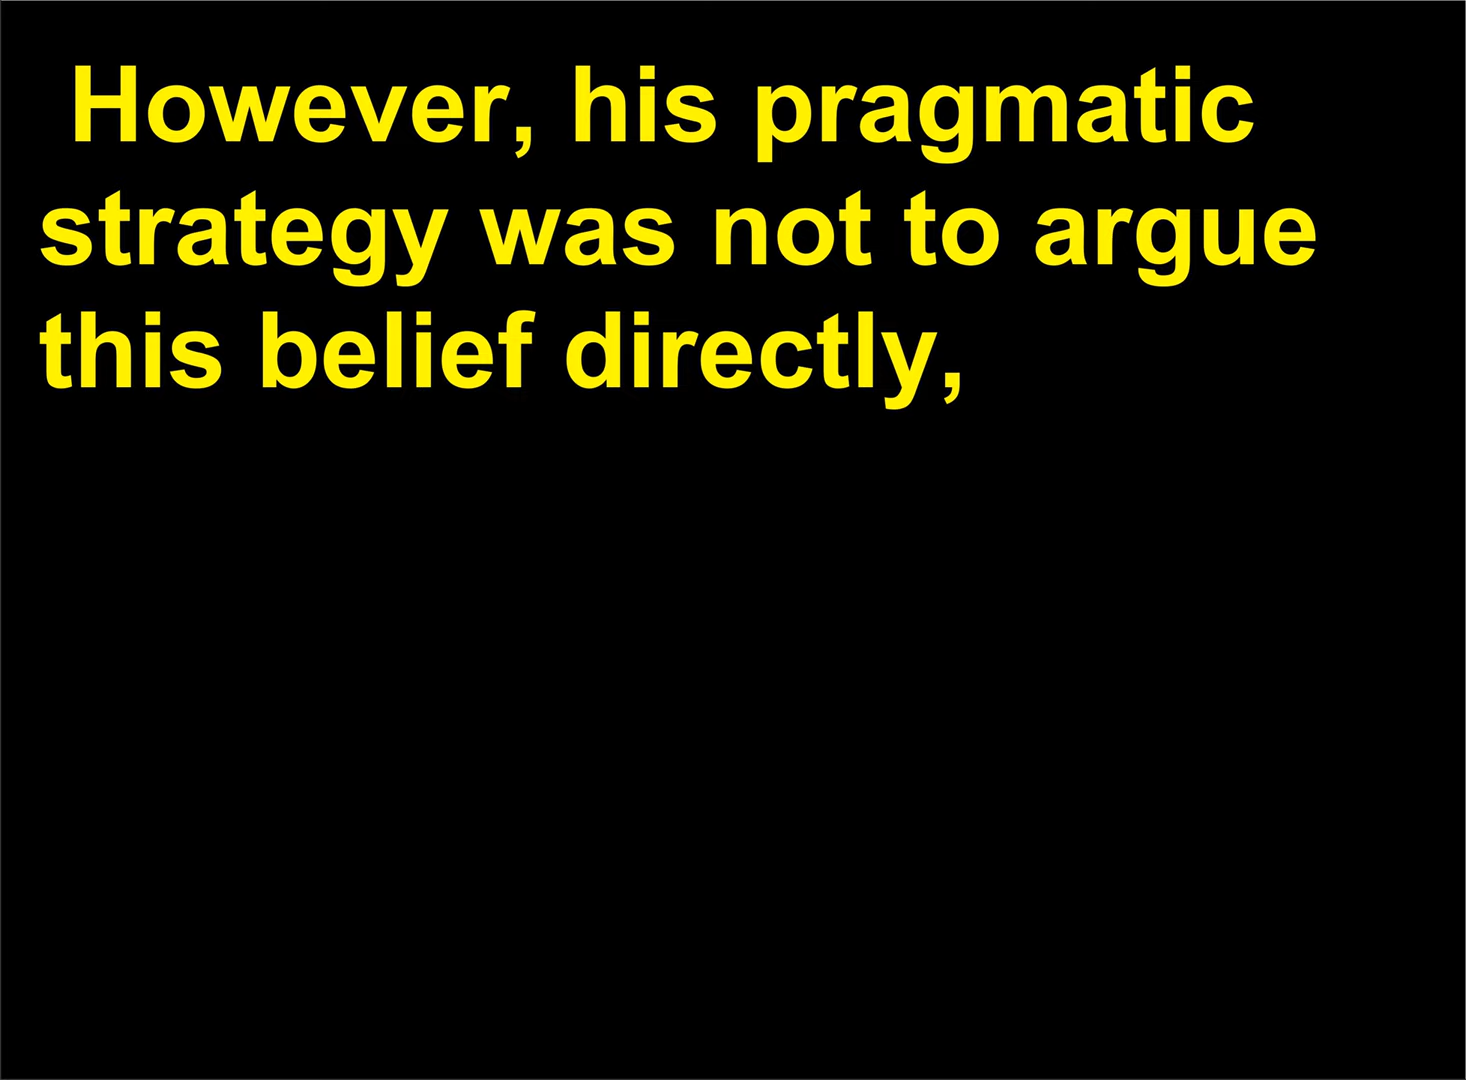 However, his pragmatic
strategy was not to argue
this belief directly,